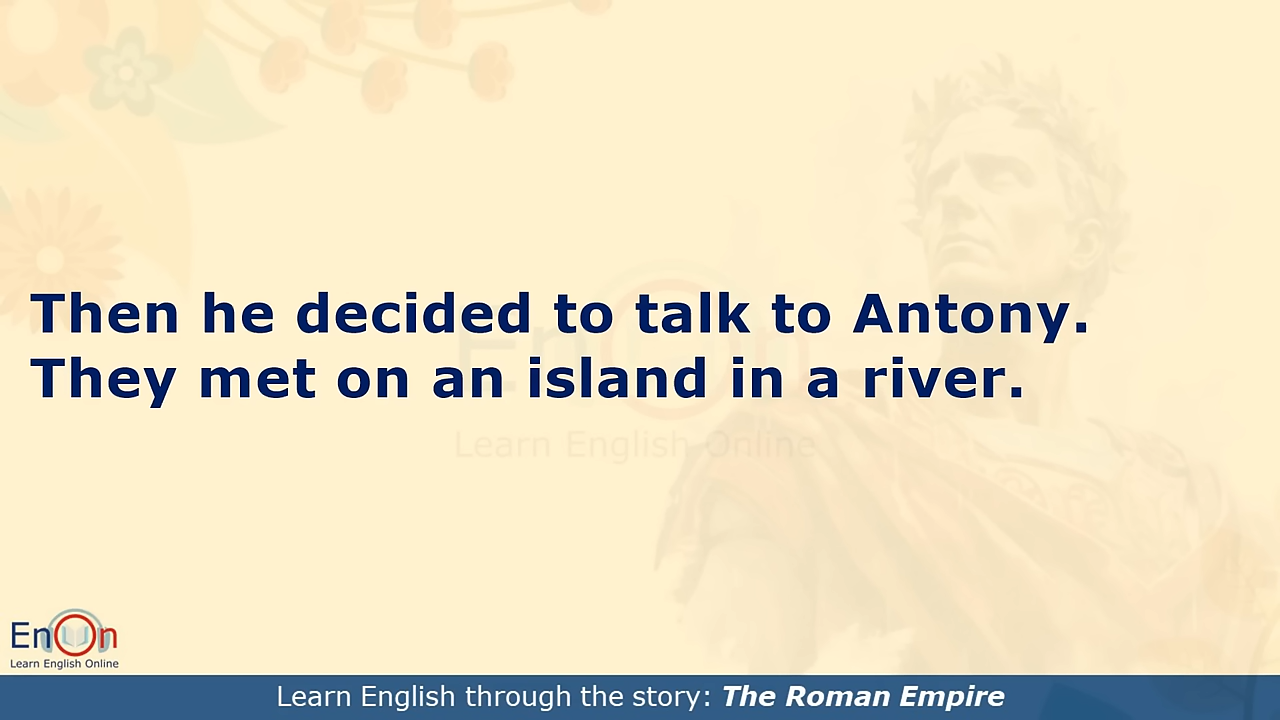 Then he decided to talk to Antony.
They met on an island in a river.
EnOn
Learn English Online
EnOn
Learn English Online
Learn English through the story: The Roman Empire